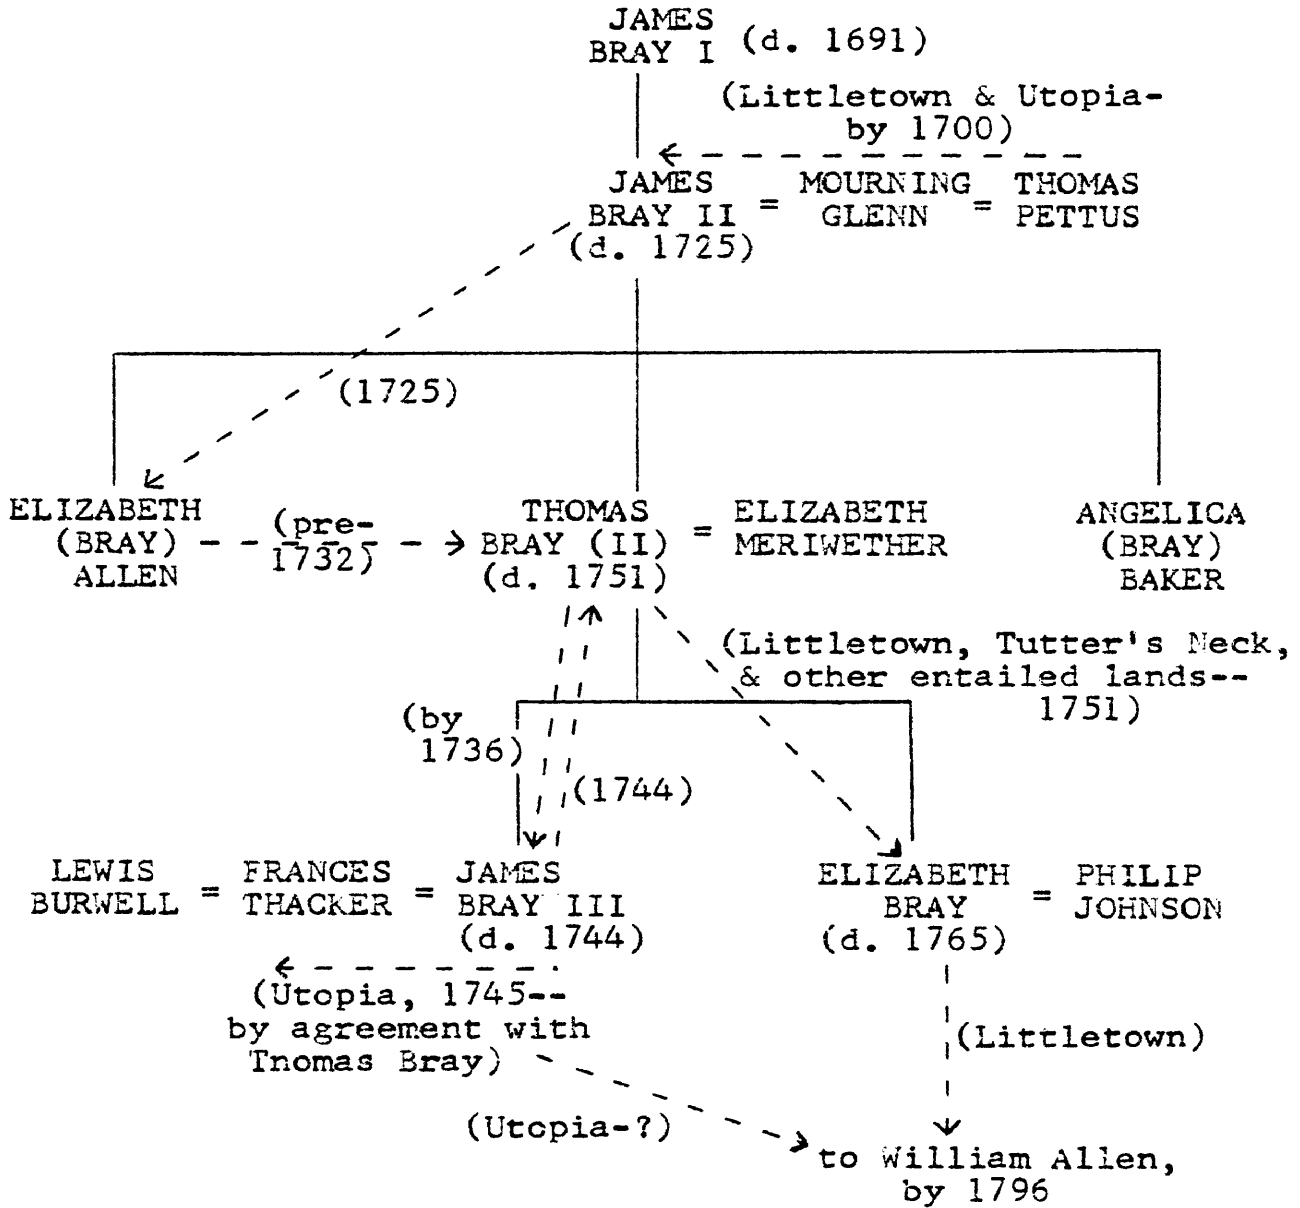 JAMES
BRAY I (d. 1691)
(Littletown & Utopia-
by 1700)
JAMES
BRAY II = MOURNING
GLENN = THOMAS
PETTUS
(d. 1725)
(1725)
ELIZABETH
(BRAY)
ALLEN
(pre-
1732)
THOMAS
BRAY (II) = ELIZABETH
MERIWETHER
(d. 1751)
ANGELICA
(BRAY)
BAKER
(Littletown, Tutter's Neck,
& other entailed lands--
1751)
(by
1736)
(1744)
LEWIS
BURWELL = FRANCES
THACKER = JAMES
BRAY III
(d. 1744)
ELIZABETH
BRAY = PHILIP
JOHNSON
(d. 1765)
(Utopia, 1745--
by agreement with
Tnomas Bray)
(Littletown)
(Utopia-?)
to William Allen,
by 1796